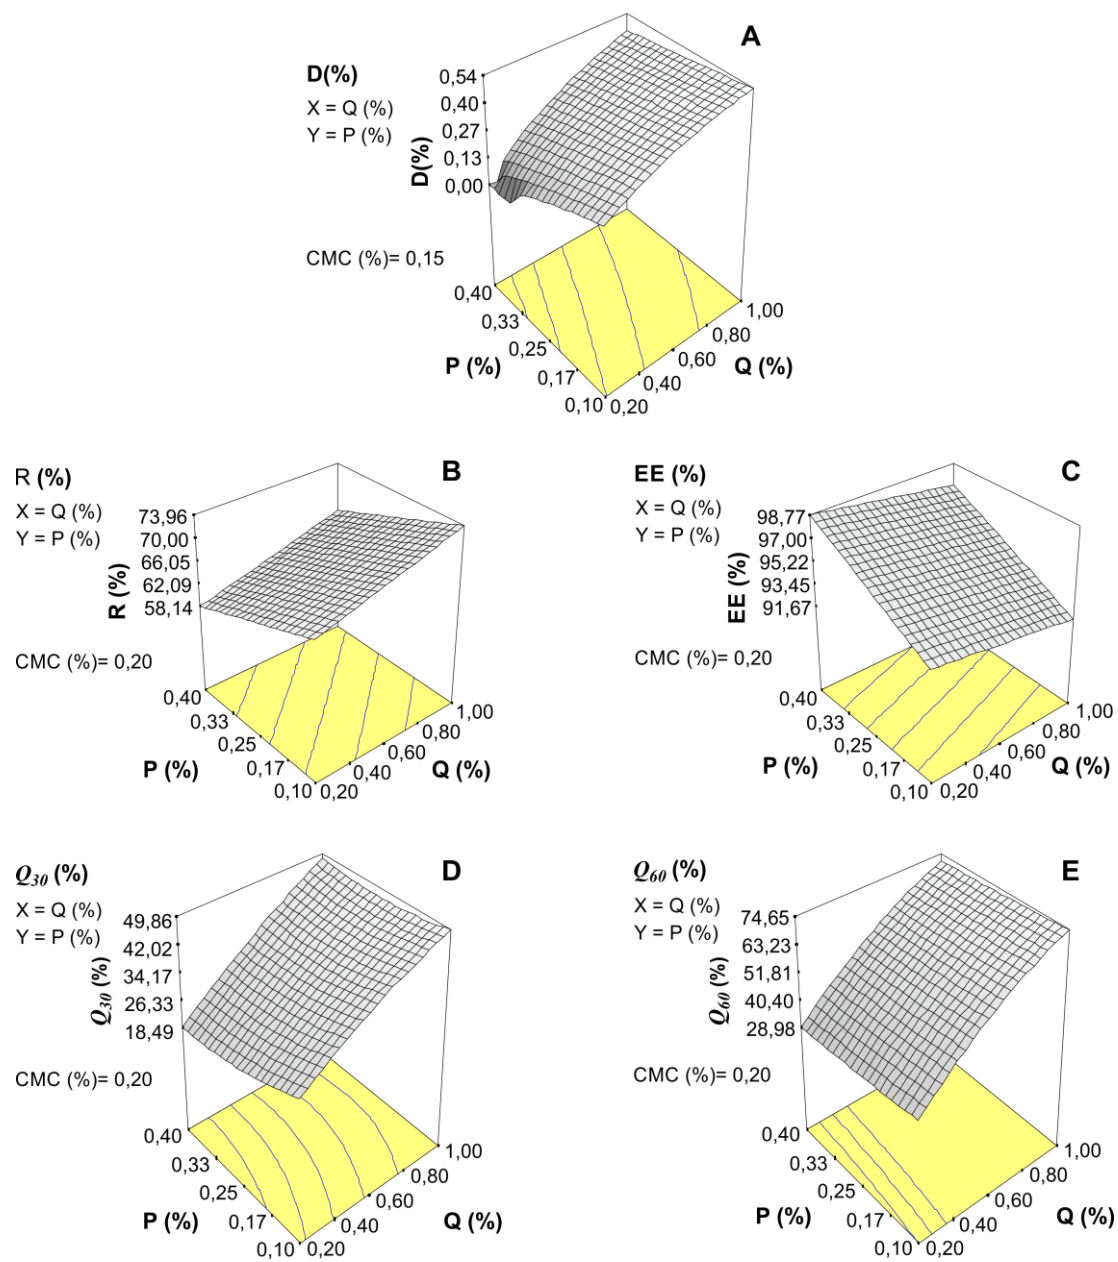 A
D(%)
X = Q (%)
Y = P (%)
D(%)
0,54
0,40
0,27
0,13
0,00
CMC (%)= 0,15
0,40
0,33
0,25
0,17
0,10
P (%)
0,20
0,40
0,60
0,80
1,00
Q (%)
B
R (%)
X = Q (%)
Y = P (%)
R (%)
73,96
70,00
66,05
62,09
58,14
CMC (%)= 0,20
0,40
0,33
0,25
0,17
0,10
P (%)
0,20
0,40
0,60
0,80
1,00
Q (%)
C
EE (%)
X = Q (%)
Y = P (%)
EE (%)
98,77
97,00
95,22
93,45
91,67
CMC (%)= 0,20
0,40
0,33
0,25
0,17
0,10
P (%)
0,20
0,40
0,60
0,80
1,00
Q (%)
D
Q30 (%)
X = Q (%)
Y = P (%)
Q30 (%)
49,86
42,02
34,17
26,33
18,49
CMC (%)= 0,20
0,40
0,33
0,25
0,17
0,10
P (%)
0,20
0,40
0,60
0,80
1,00
Q (%)
E
Q60 (%)
X = Q (%)
Y = P (%)
Q60 (%)
74,65
63,23
51,81
40,40
28,98
CMC (%)= 0,20
0,40
0,33
0,25
0,17
0,10
P (%)
0,20
0,40
0,60
0,80
1,00
Q (%)